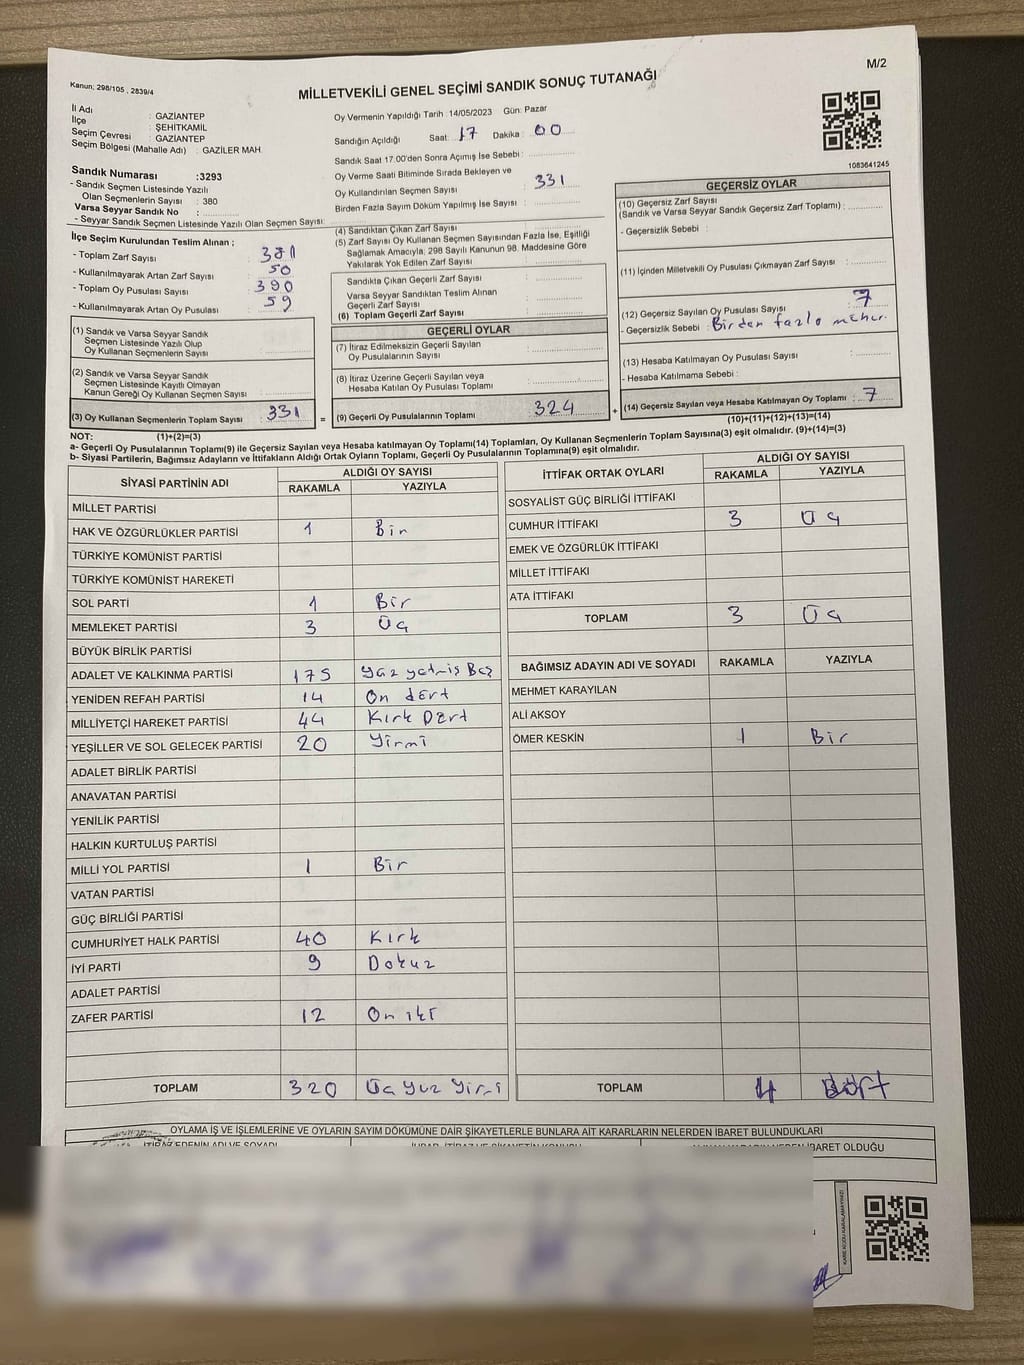 M/2
Kanun; 298/105 , 2839/4
MİLLETVEKİLİ GENEL SEÇİMİ SANDIK SONUÇ TUTANAĞI
1083641245
İl Adı : GAZİANTEP
İlçe : ŞEHİTKAMİL
Seçim Çevresi : GAZİANTEP
Seçim Bölgesi (Mahalle Adı) : GAZİLER MAH.
Sandık Numarası :3293
- Sandık Seçmen Listesinde Yazılı
Olan Seçmenlerin Sayısı : 380
Varsa Seyyar Sandık No :
- Seyyar Sandık Seçmen Listesinde Yazılı Olan Seçmen Sayısı:
Oy Vermenin Yapıldığı Tarih :14/05/2023 Gün: Pazar
Sandığın Açıldığı Saat: 17 Dakika : 00
Sandık Saat 17.00'den Sonra Açımış İse Sebebi :
Oy Verme Saati Bitiminde Sırada Bekleyen ve
Oy Kullandırılan Seçmen Sayısı : 331
Birden Fazla Sayım Döküm Yapılmış İse Sayısı :
İlçe Seçim Kurulundan Teslim Alınan ;
- Toplam Zarf Sayısı :
- Kullanılmayarak Artan Zarf Sayısı : 50
- Toplam Oy Pusulası Sayısı : 390
- Kullanılmayarak Artan Oy Pusulası : 59
(1) Sandık ve Varsa Seyyar Sandık
Seçmen Listesinde Yazılı Olup
Oy Kullanan Seçmenlerin Sayısı :
(2) Sandık ve Varsa Seyyar Sandık
Seçmen Listesinde Kayıtlı Olmayan
Kanun Gereği Oy Kullanan Seçmen Sayısı :
(3) Oy Kullanan Seçmenlerin Toplam Sayısı : 331 =
(1)+(2)=(3)
(4) Sandıktan Çıkan Zarf Sayısı :
(5) Zarf Sayısı Oy Kullanan Seçmen Sayısından Fazla İse, Eşitliği
Sağlamak Amacıyla; 298 Sayılı Kanunun 98. Maddesine Göre
Yakılarak Yok Edilen Zarf Sayısı :
Sandıkta Çıkan Geçerli Zarf Sayısı :
Varsa Seyyar Sandıktan Teslim Alınan
Geçerli Zarf Sayısı :
(6) Toplam Geçerli Zarf Sayısı :
GEÇERLİ OYLAR
(7) İtiraz Edilmeksizin Geçerli Sayılan
Oy Pusulalarının Sayısı :
(8) İtiraz Üzerine Geçerli Sayılan veya
Hesaba Katılan Oy Pusulası Toplamı :
(9) Geçerli Oy Pusulalarının Toplamı : 324 +
GEÇERSİZ OYLAR
(10) Geçersiz Zarf Sayısı
(Sandık ve Varsa Seyyar Sandık Geçersiz Zarf Toplamı) :
- Geçersizlik Sebebi :
(11) İçinden Milletvekili Oy Pusulası Çıkmayan Zarf Sayısı :
(12) Geçersiz Sayılan Oy Pusulası Sayısı : 7
- Geçersizlik Sebebi : Birden fazla
(13) Hesaba Katılmayan Oy Pusulası Sayısı :
- Hesaba Katılmama Sebebi :
(14) Geçersiz Sayılan veya Hesaba Katılmayan Oy Toplamı : 7
(10)+(11)+(12)+(13)=(14)
NOT:
a- Geçerli Oy Pusulalarının Toplamı(9) ile Geçersiz Sayılan veya Hesaba katılmayan Oy Toplamı(14) Toplamları, Oy Kullanan Seçmenlerin Toplam Sayısına(3) eşit olmalıdır. (9)+(14)=(3)
b- Siyasi Partilerin, Bağımsız Adayların ve İttifakların Aldığı Ortak Oyların Toplamı, Geçerli Oy Pusulalarının Toplamına(9) eşit olmalıdır.
SİYASİ PARTİNİN ADI ALDIĞI OY SAYISI
RAKAMLA YAZIYLA
MİLLET PARTİSİ
HAK VE ÖZGÜRLÜKLER PARTİSİ 1 Bir
TÜRKİYE KOMÜNİST PARTİSİ
TÜRKİYE KOMÜNİST HAREKETİ
SOL PARTİ 1 Bir
MEMLEKET PARTİSİ 3 Üç
BÜYÜK BİRLİK PARTİSİ
ADALET VE KALKINMA PARTİSİ 175 Yüz yetmiş Beş
YENİDEN REFAH PARTİSİ 14 On dört
MİLLİYETÇİ HAREKET PARTİSİ 44 Kırk Dört
YEŞİLLER VE SOL GELECEK PARTİSİ 20 Yirmi
ADALET BİRLİK PARTİSİ
ANAVATAN PARTİSİ
YENİLİK PARTİSİ
HALKIN KURTULUŞ PARTİSİ
MİLLİ YOL PARTİSİ 1 Bir
VATAN PARTİSİ
GÜÇ BİRLİĞİ PARTİSİ
CUMHURİYET HALK PARTİSİ 40 Kırk
İYİ PARTİ 9 Dokuz
ADALET PARTİSİ
ZAFER PARTİSİ 12 On iki
TOPLAM 320 Üç Yüz Yirmi
İTTİFAK ORTAK OYLARI ALDIĞI OY SAYISI
RAKAMLA YAZIYLA
SOSYALİST GÜÇ BİRLİĞİ İTTİFAKI
CUMHUR İTTİFAKI 3 Üç
EMEK VE ÖZGÜRLÜK İTTİFAKI
MİLLET İTTİFAKI
ATA İTTİFAKI
TOPLAM 3 Üç
BAĞIMSIZ ADAYIN ADI VE SOYADI RAKAMLA YAZIYLA
MEHMET KARAYILAN
ALİ AKSOY
ÖMER KESKİN 1 Bir
TOPLAM 4 Dört
OYLAMA İŞ VE İŞLEMLERİNE VE OYLARIN SAYIM DÖKÜMÜNE DAİR ŞİKAYETLERLE BUNLARA AİT KARARLARIN NELERDEN İBARET BULUNDUKLARI
İTİRAZ EDENİN ADI VE SOYADI İBARET OLDUĞU
KARE KODU KARALAMAYINIZ!